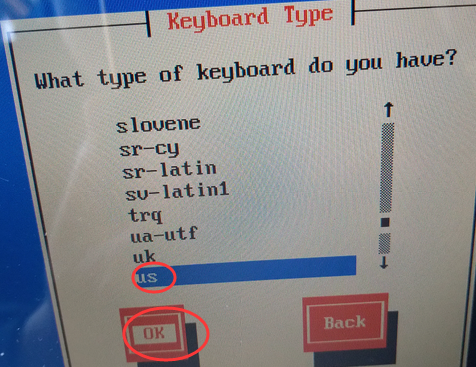 Keyboard Type
What type of keyboard do you have?
slovene
sr-cy
sr-latin
sv-latin1
trq
ua-utf
uk
us
OK
Back